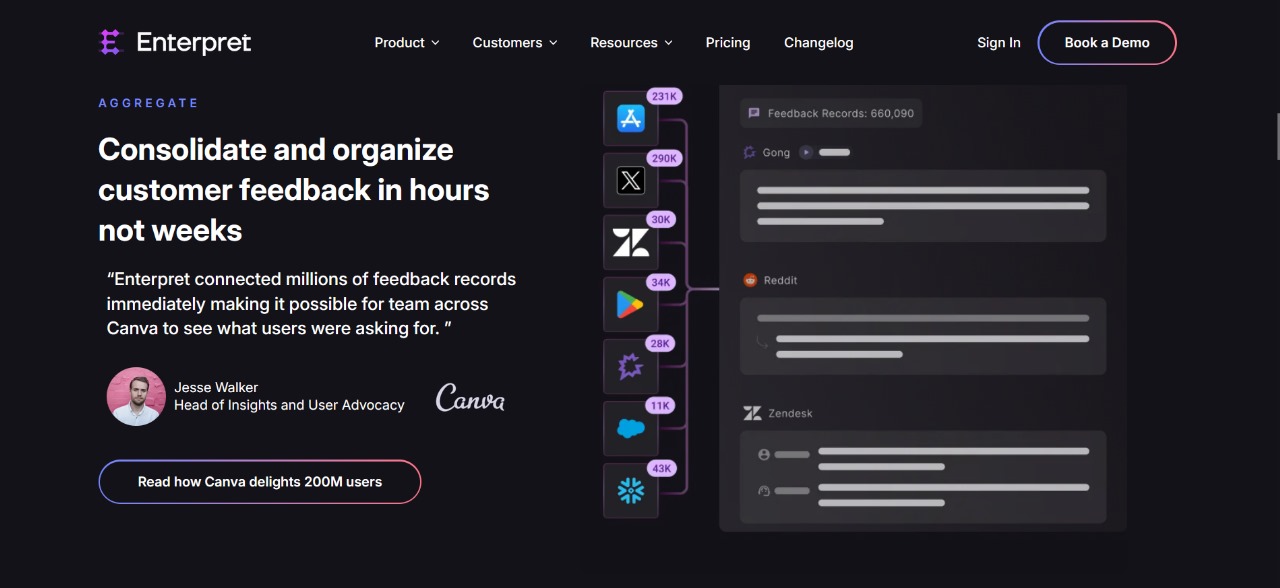 Enterpret
Product
Customers
Resources
Pricing
Changelog
Sign In
Book a Demo
AGGREGATE
Consolidate and organize
customer feedback in hours
not weeks
“Enterpret connected millions of feedback records
immediately making it possible for team across
Canva to see what users were asking for. ”
Jesse Walker
Head of Insights and User Advocacy
Canva
Read how Canva delights 200M users
231K
290K
30K
34K
28K
11K
43K
Feedback Records: 660,090
Gong
Reddit
Zendesk